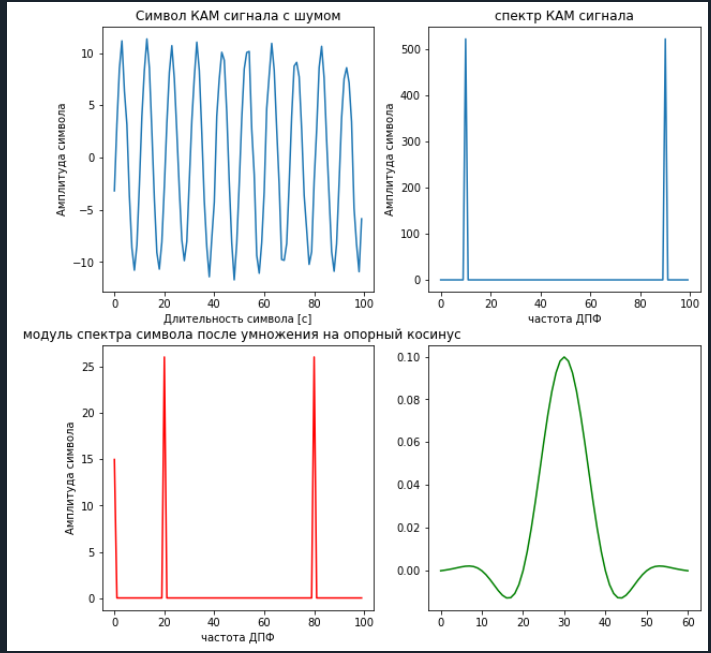 Символ КАМ сигнала с шумом
Амплитуда символа
10
5
0
−5
−10
0 20 40 60 80 100
Длительность символа [с]
спектр КАМ сигнала
Амплитуда символа
500
400
300
200
100
0
0 20 40 60 80 100
частота ДПФ
модуль спектра символа после умножения на опорный косинус
Амплитуда символа
25
20
15
10
5
0
0 20 40 60 80 100
частота ДПФ
0.10
0.08
0.06
0.04
0.02
0.00
0 10 20 30 40 50 60